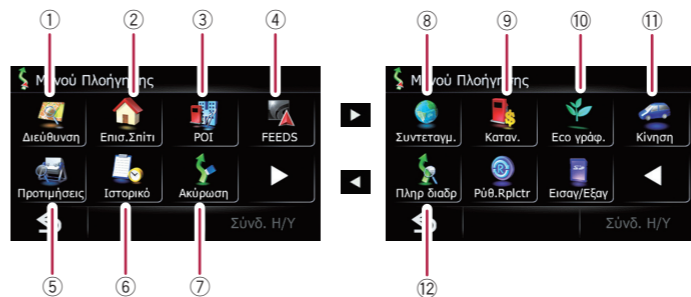 ① ② ③ ④ ⑧ ⑨ ⑩ ⑪
Μενού Πλοήγησης
Διεύθυνση Επισ.Σπίτι POI FEEDS
Προτιμήσεις Ιστορικό Ακύρωση
Σύνδ. Η/Υ
Μενού Πλοήγησης
Συντεταγμ. Καταν. Eco γράφ. Κίνηση
Πληρ διαδρ Ρύθ.Rplctr Εισαγ/Εξαγ
Σύνδ. Η/Υ
⑤ ⑥ ⑦ ⑫